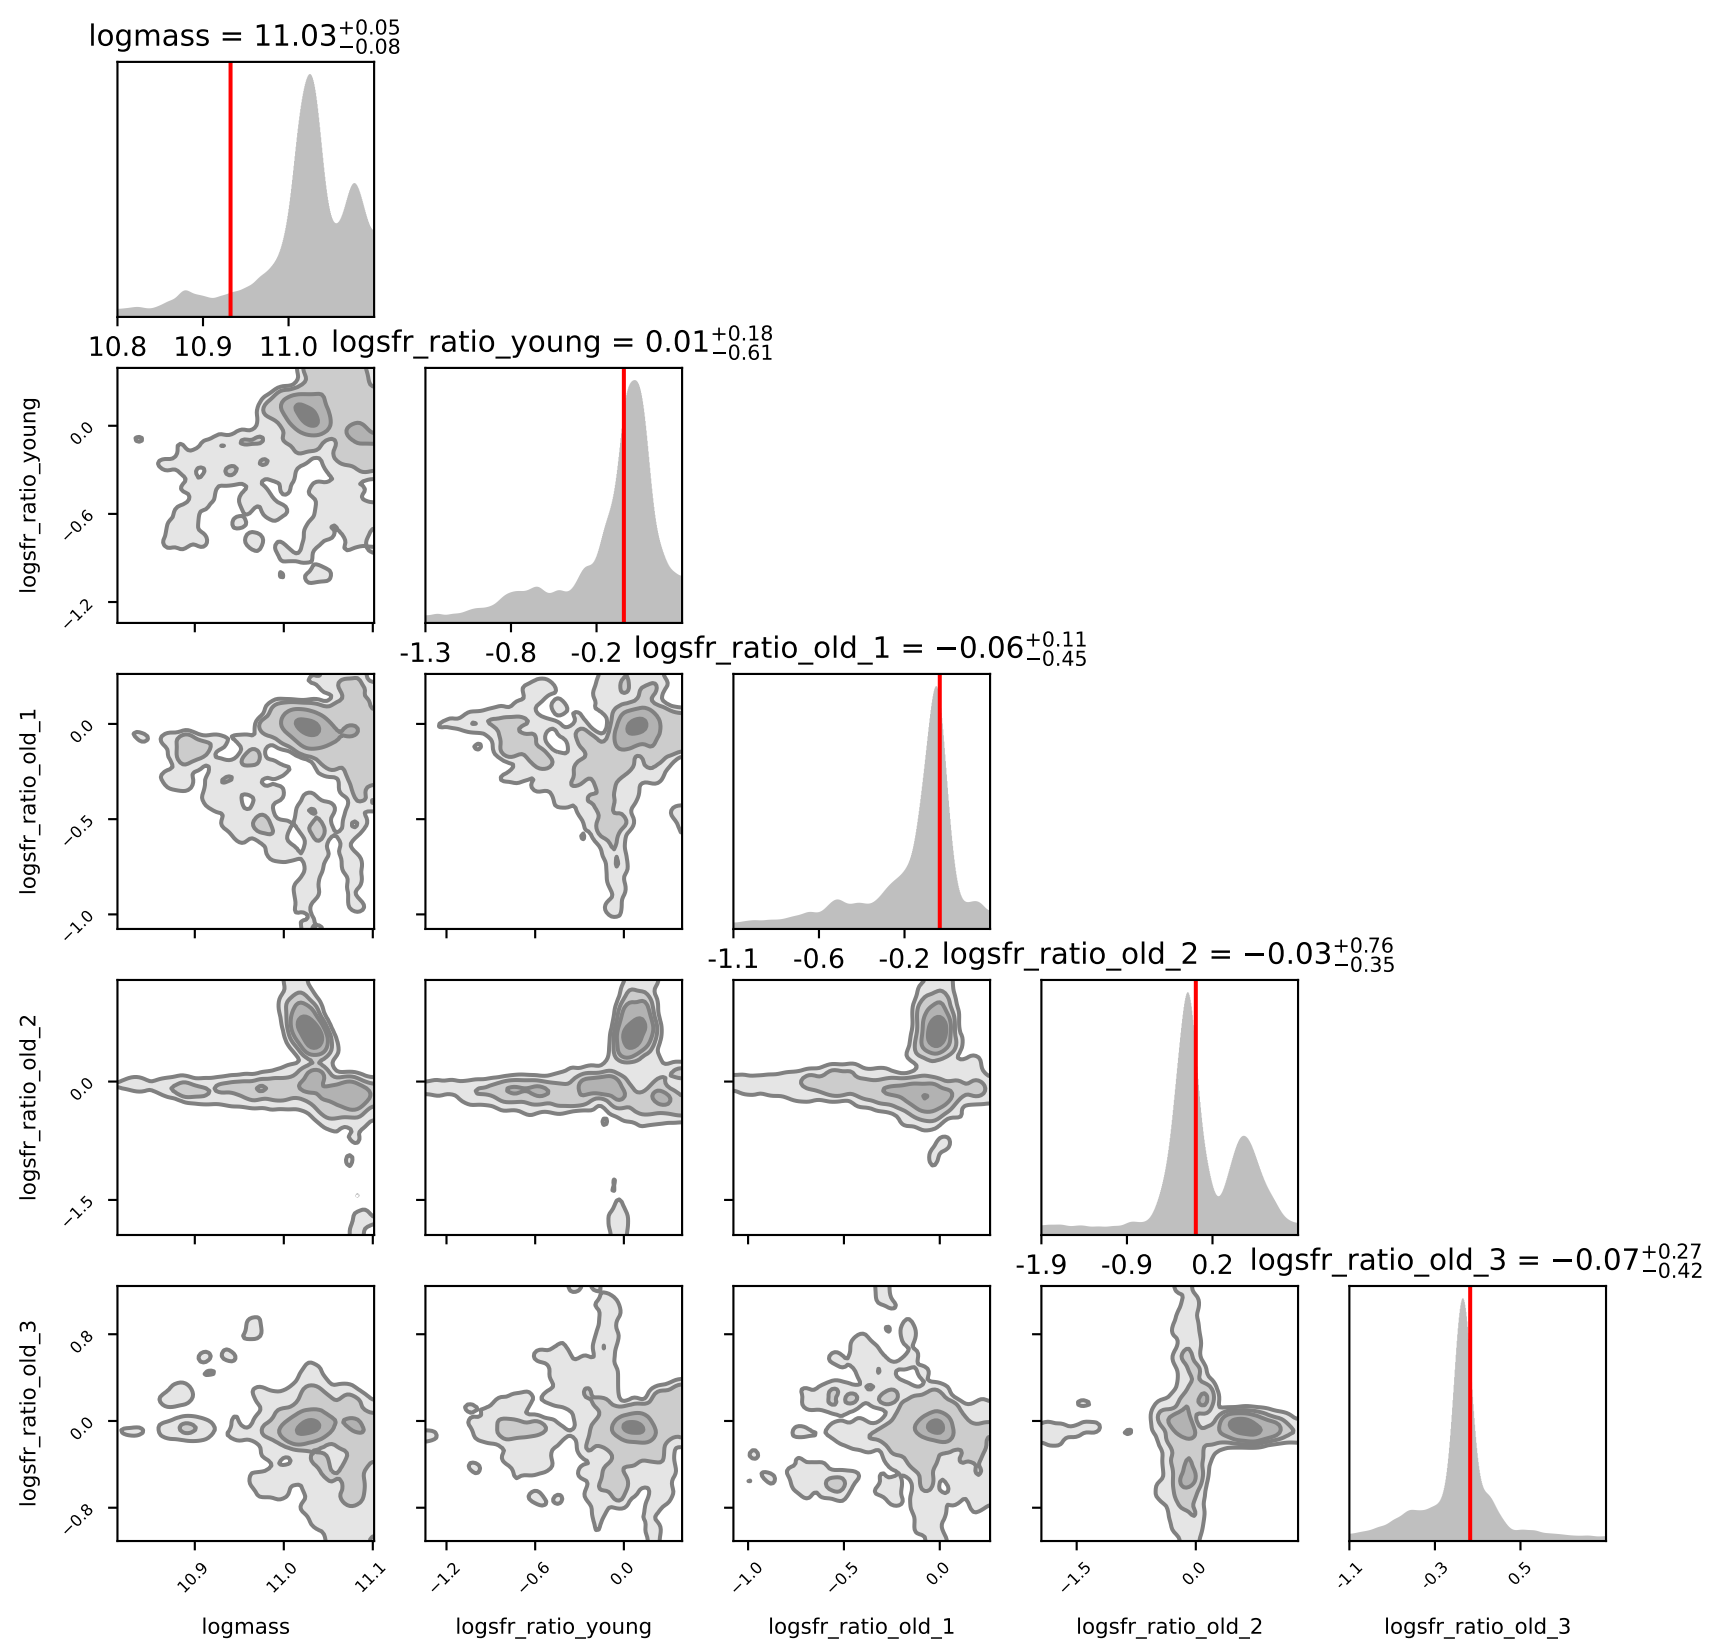 logmass = 11.03+0.05 −0.08
10.8 10.9 11.0 logsfr_ratio_young = 0.01+0.18 −0.61
logsfr_ratio_young
0.0
−0.6
−1.2
-1.3 -0.8 -0.2 logsfr_ratio_old_1 = −0.06+0.11 −0.45
logsfr_ratio_old_1
0.0
−0.5
−1.0
-1.1 -0.6 -0.2 logsfr_ratio_old_2 = −0.03+0.76 −0.35
logsfr_ratio_old_2
0.0
−1.5
-1.9 -0.9 0.2 logsfr_ratio_old_3 = −0.07+0.27 −0.42
logsfr_ratio_old_3
0.8
0.0
−0.8
10.9 11.0 11.1 −1.2 −0.6 0.0 −1.0 −0.5 0.0 −1.5 0.0 -1.1 -0.3 0.5
logmass logsfr_ratio_young logsfr_ratio_old_1 logsfr_ratio_old_2 logsfr_ratio_old_3